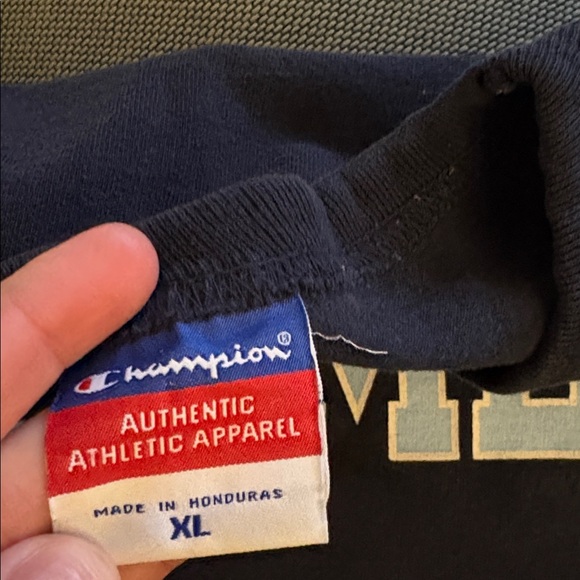 Champion®
AUTHENTIC
ATHLETIC APPAREL
MADE IN HONDURAS
XL